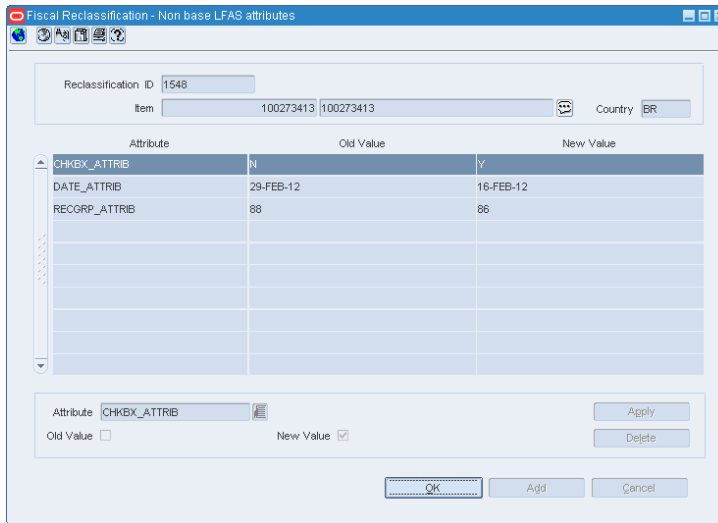 Fiscal Reclassification - Non base LFAS attributes
Reclassification ID 1548
Item 100273413 100273413 Country BR
Attribute Old Value New Value
CHKBX_ATTRIB N Y
DATE_ATTRIB 29-FEB-12 16-FEB-12
RECGRP_ATTRIB 88 86
Attribute CHKBX_ATTRIB Apply
Old Value New Value Delete
OK Add Cancel